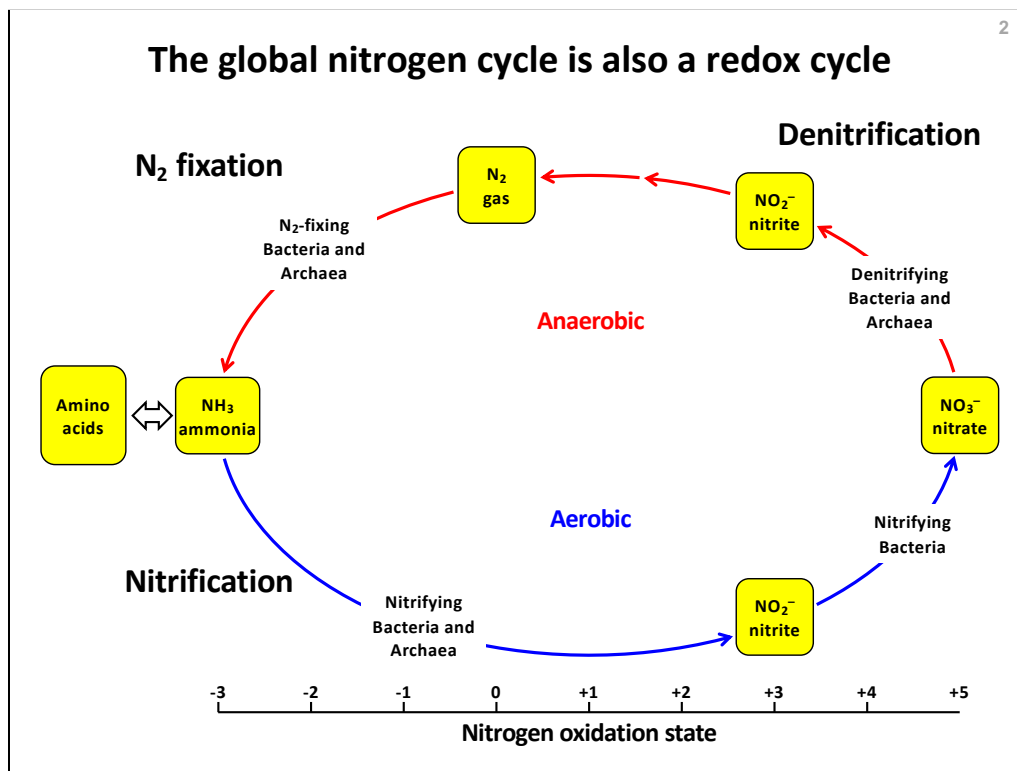 2
The global nitrogen cycle is also a redox cycle
Denitrification
N₂ fixation
N₂
gas
NO₂⁻
nitrite
N₂-fixing
Bacteria and
Archaea
Denitrifying
Bacteria and
Archaea
Anaerobic
Amino
acids
NH₃
ammonia
NO₃⁻
nitrate
Aerobic
Nitrifying
Bacteria
Nitrification
Nitrifying
Bacteria and
Archaea
NO₂⁻
nitrite
-3 -2 -1 0 +1 +2 +3 +4 +5
Nitrogen oxidation state